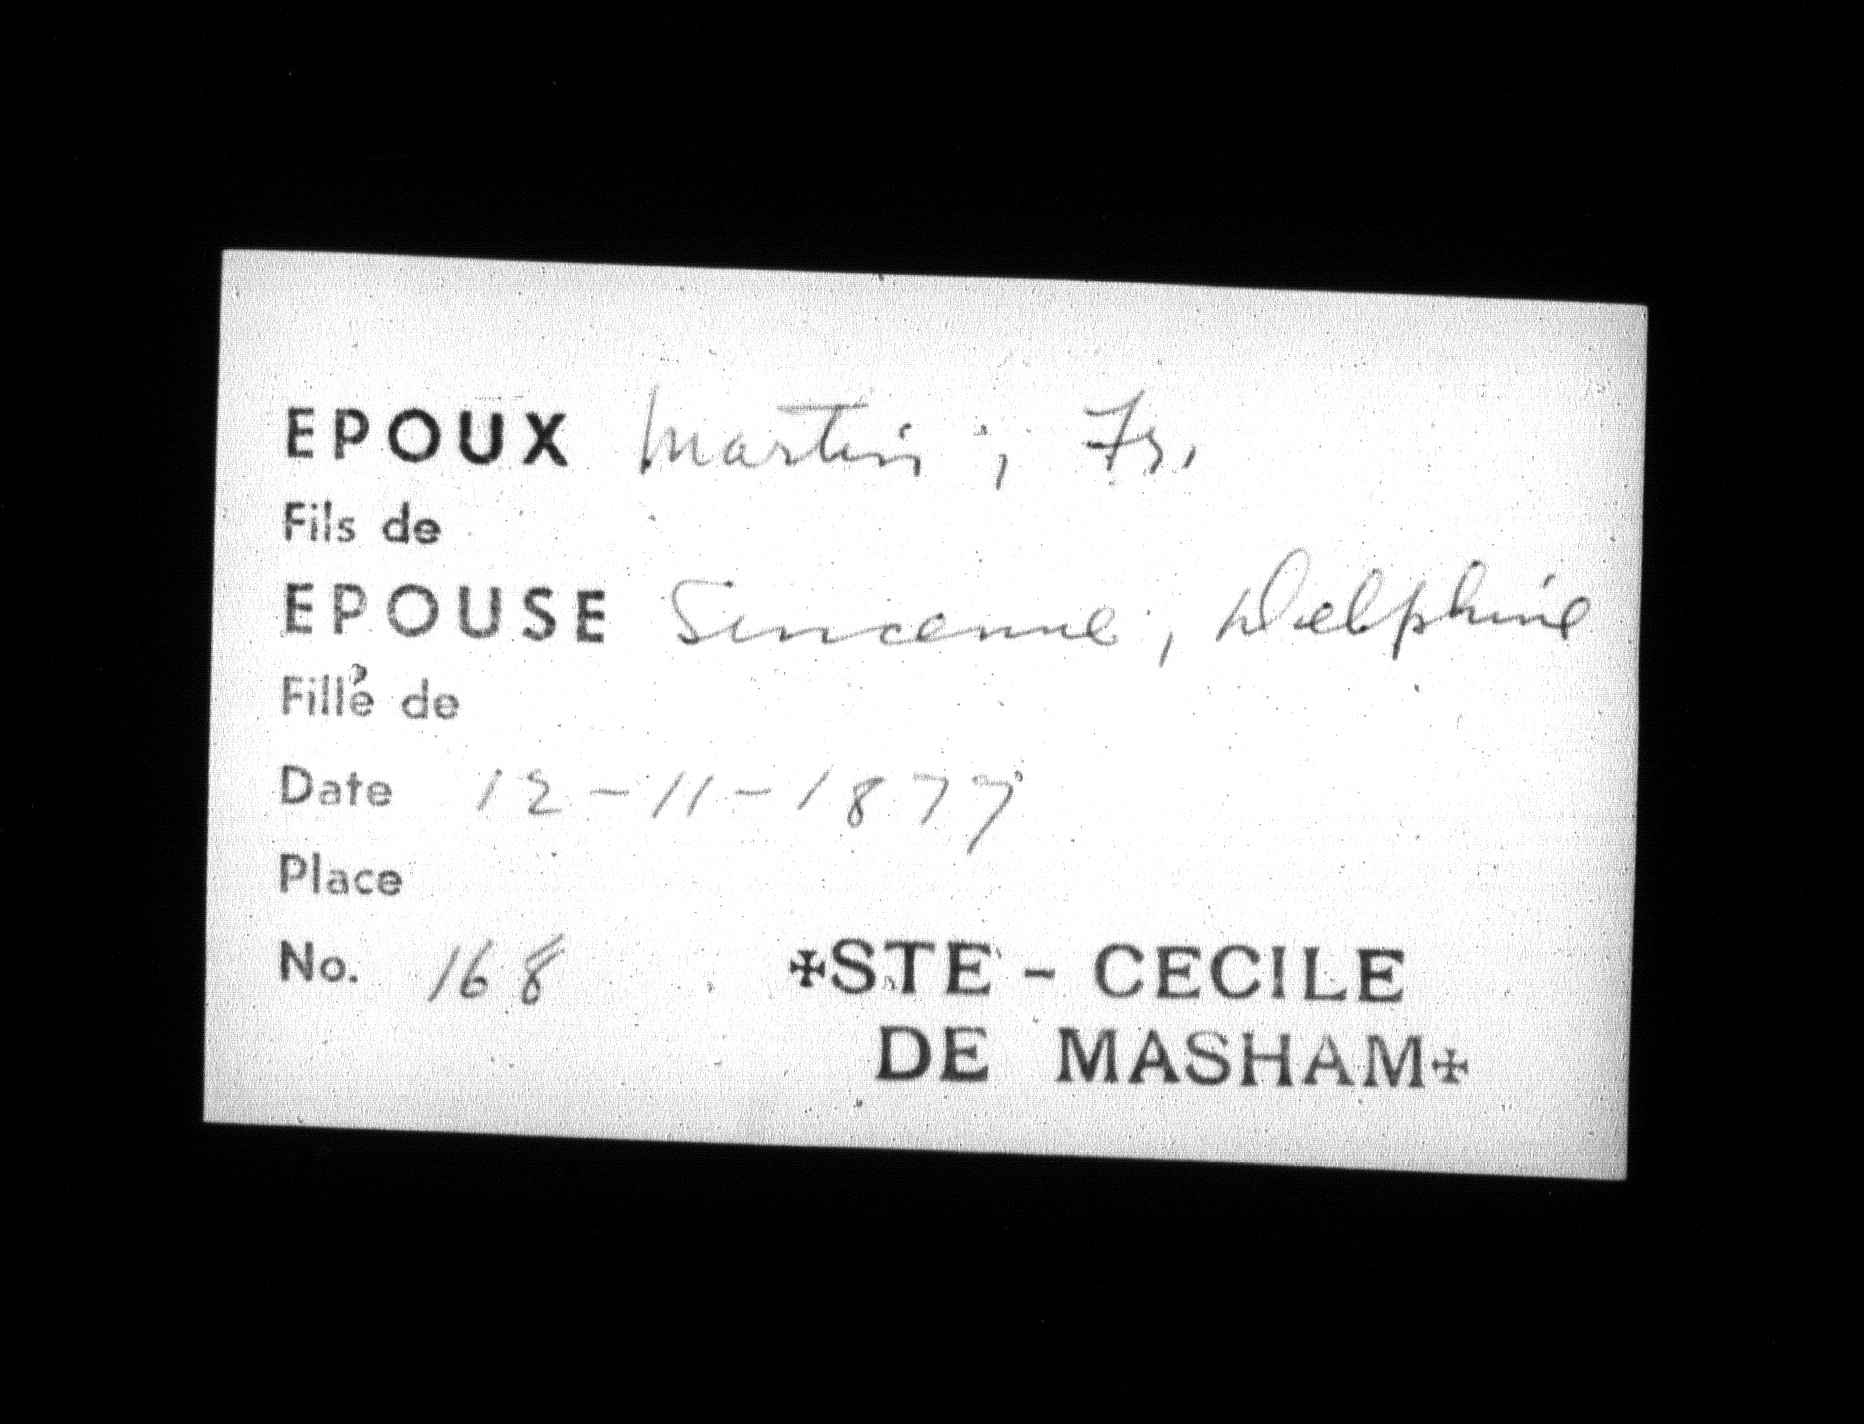 EPOUX Martin, Fr.
Fils de
EPOUSE Sincenne, Delphine
Fille de
Date 12-11-1877
Place
No. 168
✠STE - CECILE
DE MASHAM✠